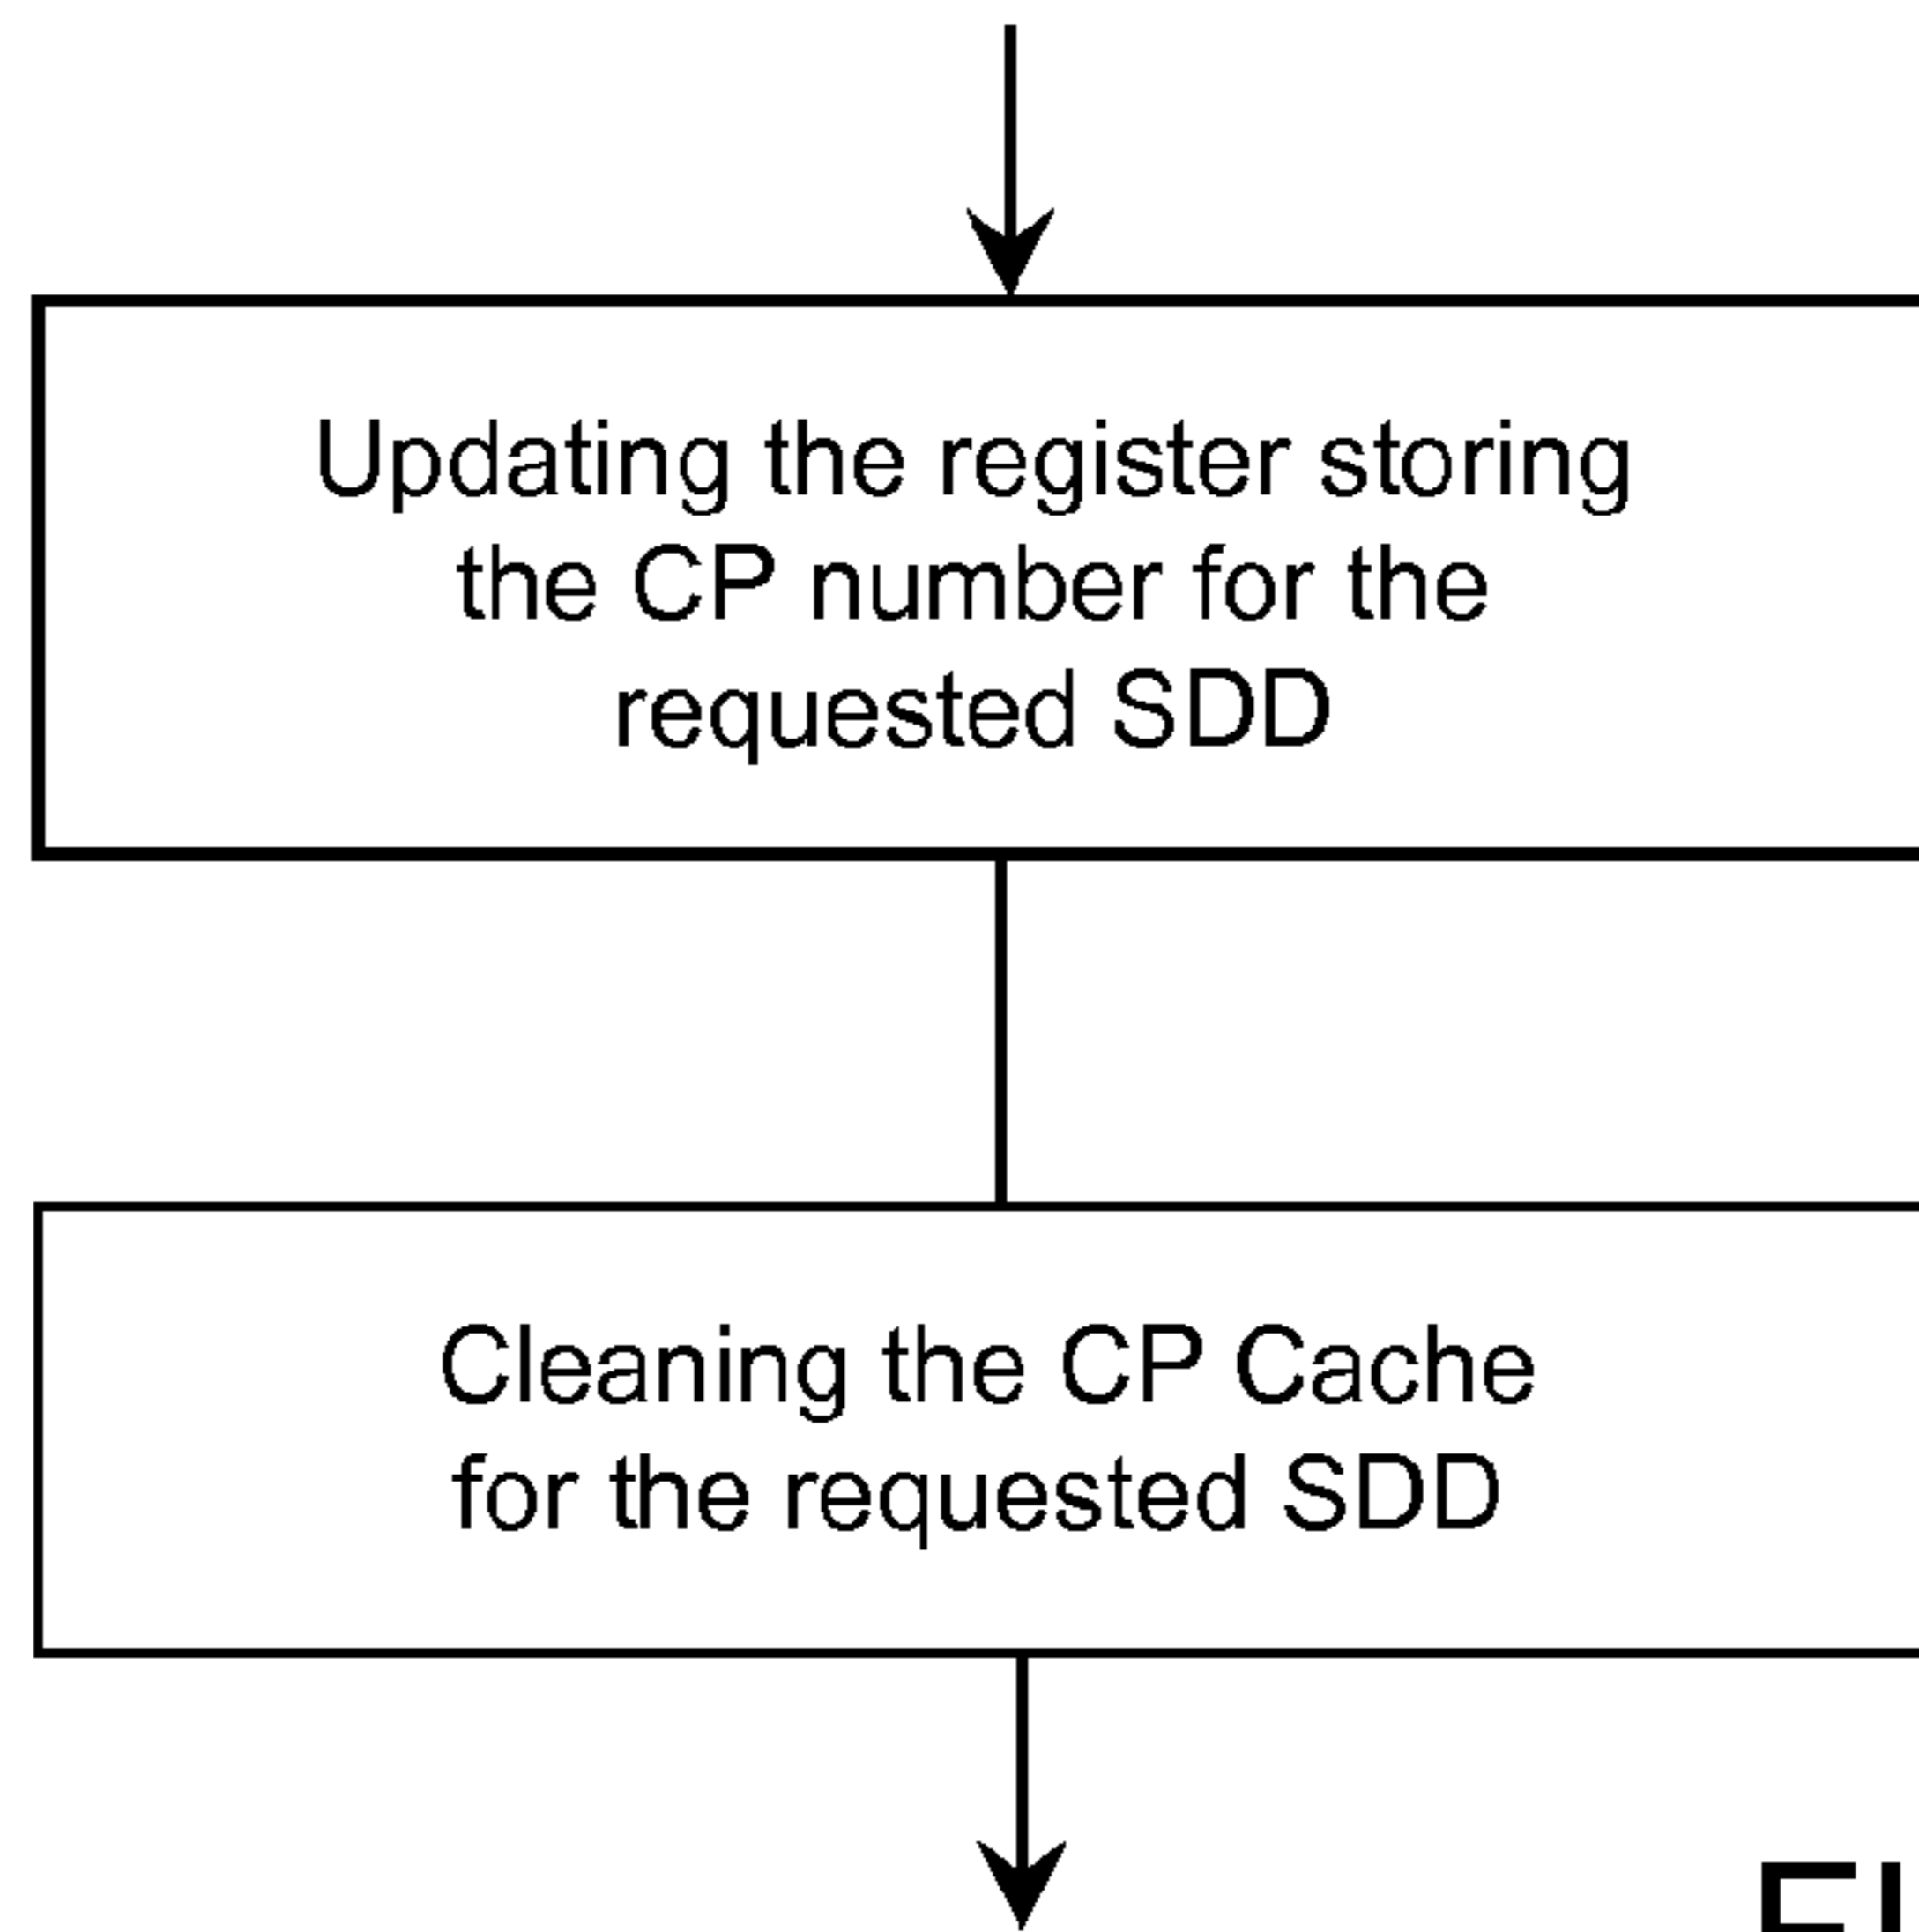 Updating the register storing
the CP number for the
requested SDD
Cleaning the CP Cache
for the requested SDD